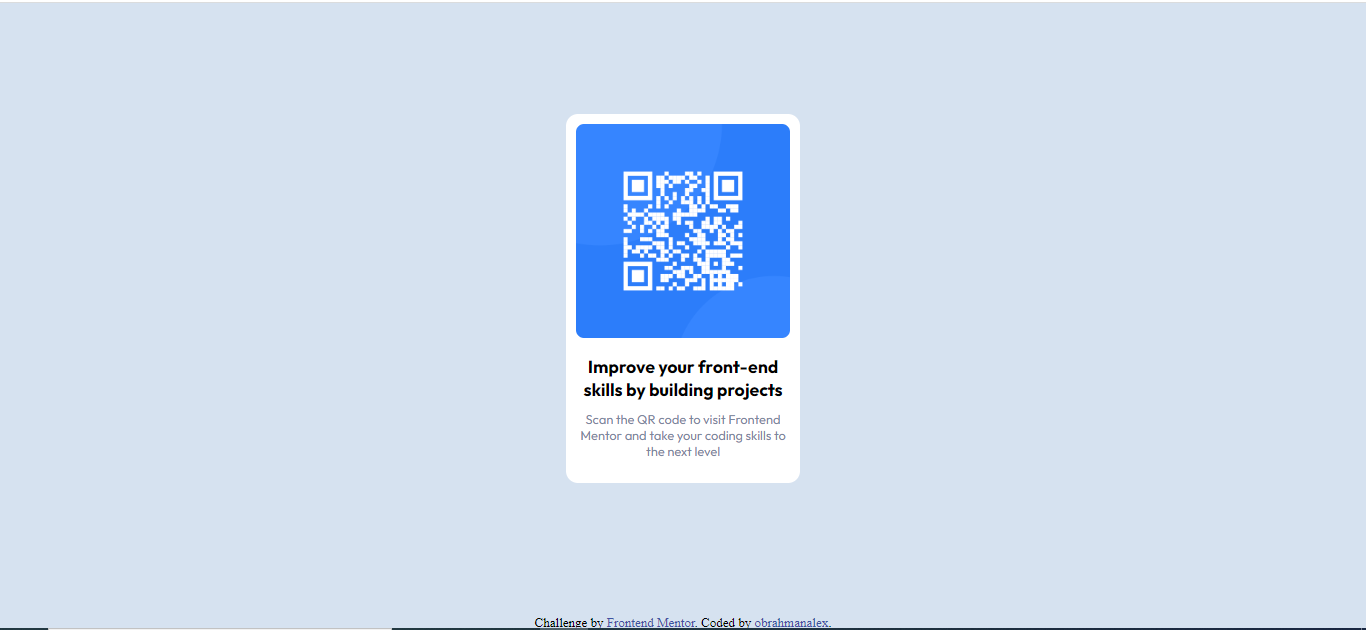 Improve your front-end
skills by building projects
Scan the QR code to visit Frontend
Mentor and take your coding skills to
the next level
Challenge by Frontend Mentor. Coded by obrahmanalex.